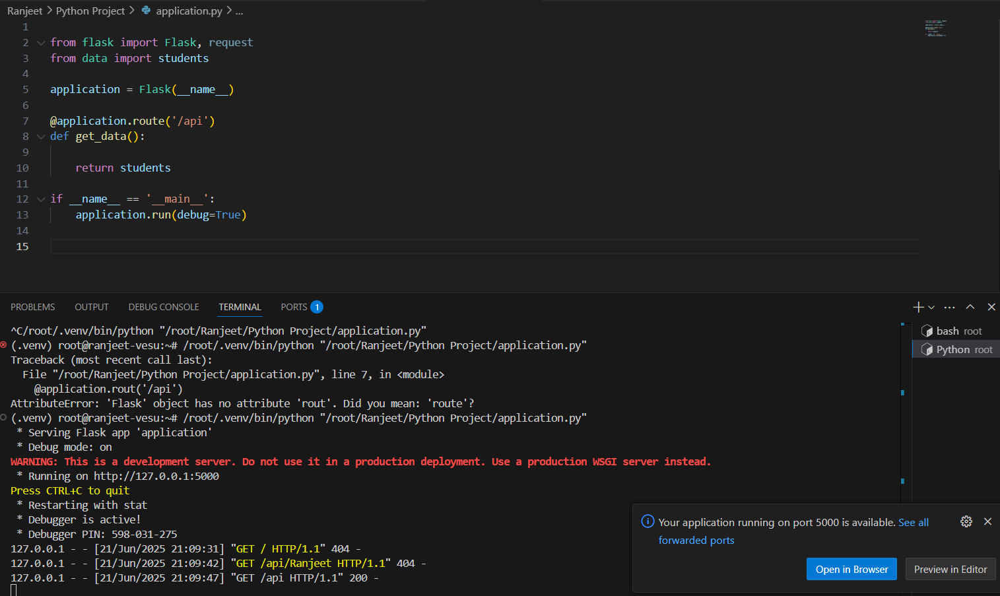 Ranjeet > Python Project > application.py > ...
1
2 from flask import Flask, request
3 from data import students
4
5 application = Flask(__name__)
6
7 @application.route('/api')
8 def get_data():
9
10 return students
11
12 if __name__ == '__main__':
13 application.run(debug=True)
14
15
PROBLEMS OUTPUT DEBUG CONSOLE TERMINAL PORTS 1
^C/root/.venv/bin/python "/root/Ranjeet/Python Project/application.py"
(.venv) root@ranjeet-vesu:~# /root/.venv/bin/python "/root/Ranjeet/Python Project/application.py"
Traceback (most recent call last):
File "/root/Ranjeet/Python Project/application.py", line 7, in <module>
@application.rout('/api')
AttributeError: 'Flask' object has no attribute 'rout'. Did you mean: 'route'?
(.venv) root@ranjeet-vesu:~# /root/.venv/bin/python "/root/Ranjeet/Python Project/application.py"
* Serving Flask app 'application'
* Debug mode: on
WARNING: This is a development server. Do not use it in a production deployment. Use a production WSGI server instead.
* Running on http://127.0.0.1:5000
Press CTRL+C to quit
* Restarting with stat
* Debugger is active!
* Debugger PIN: 598-031-275
127.0.0.1 - - [21/Jun/2025 21:09:31] "GET / HTTP/1.1" 404 -
127.0.0.1 - - [21/Jun/2025 21:09:42] "GET /api/Ranjeet HTTP/1.1" 404 -
127.0.0.1 - - [21/Jun/2025 21:09:47] "GET /api HTTP/1.1" 200 -
bash root
Python root
Your application running on port 5000 is available. See all
forwarded ports
Open in Browser
Preview in Editor